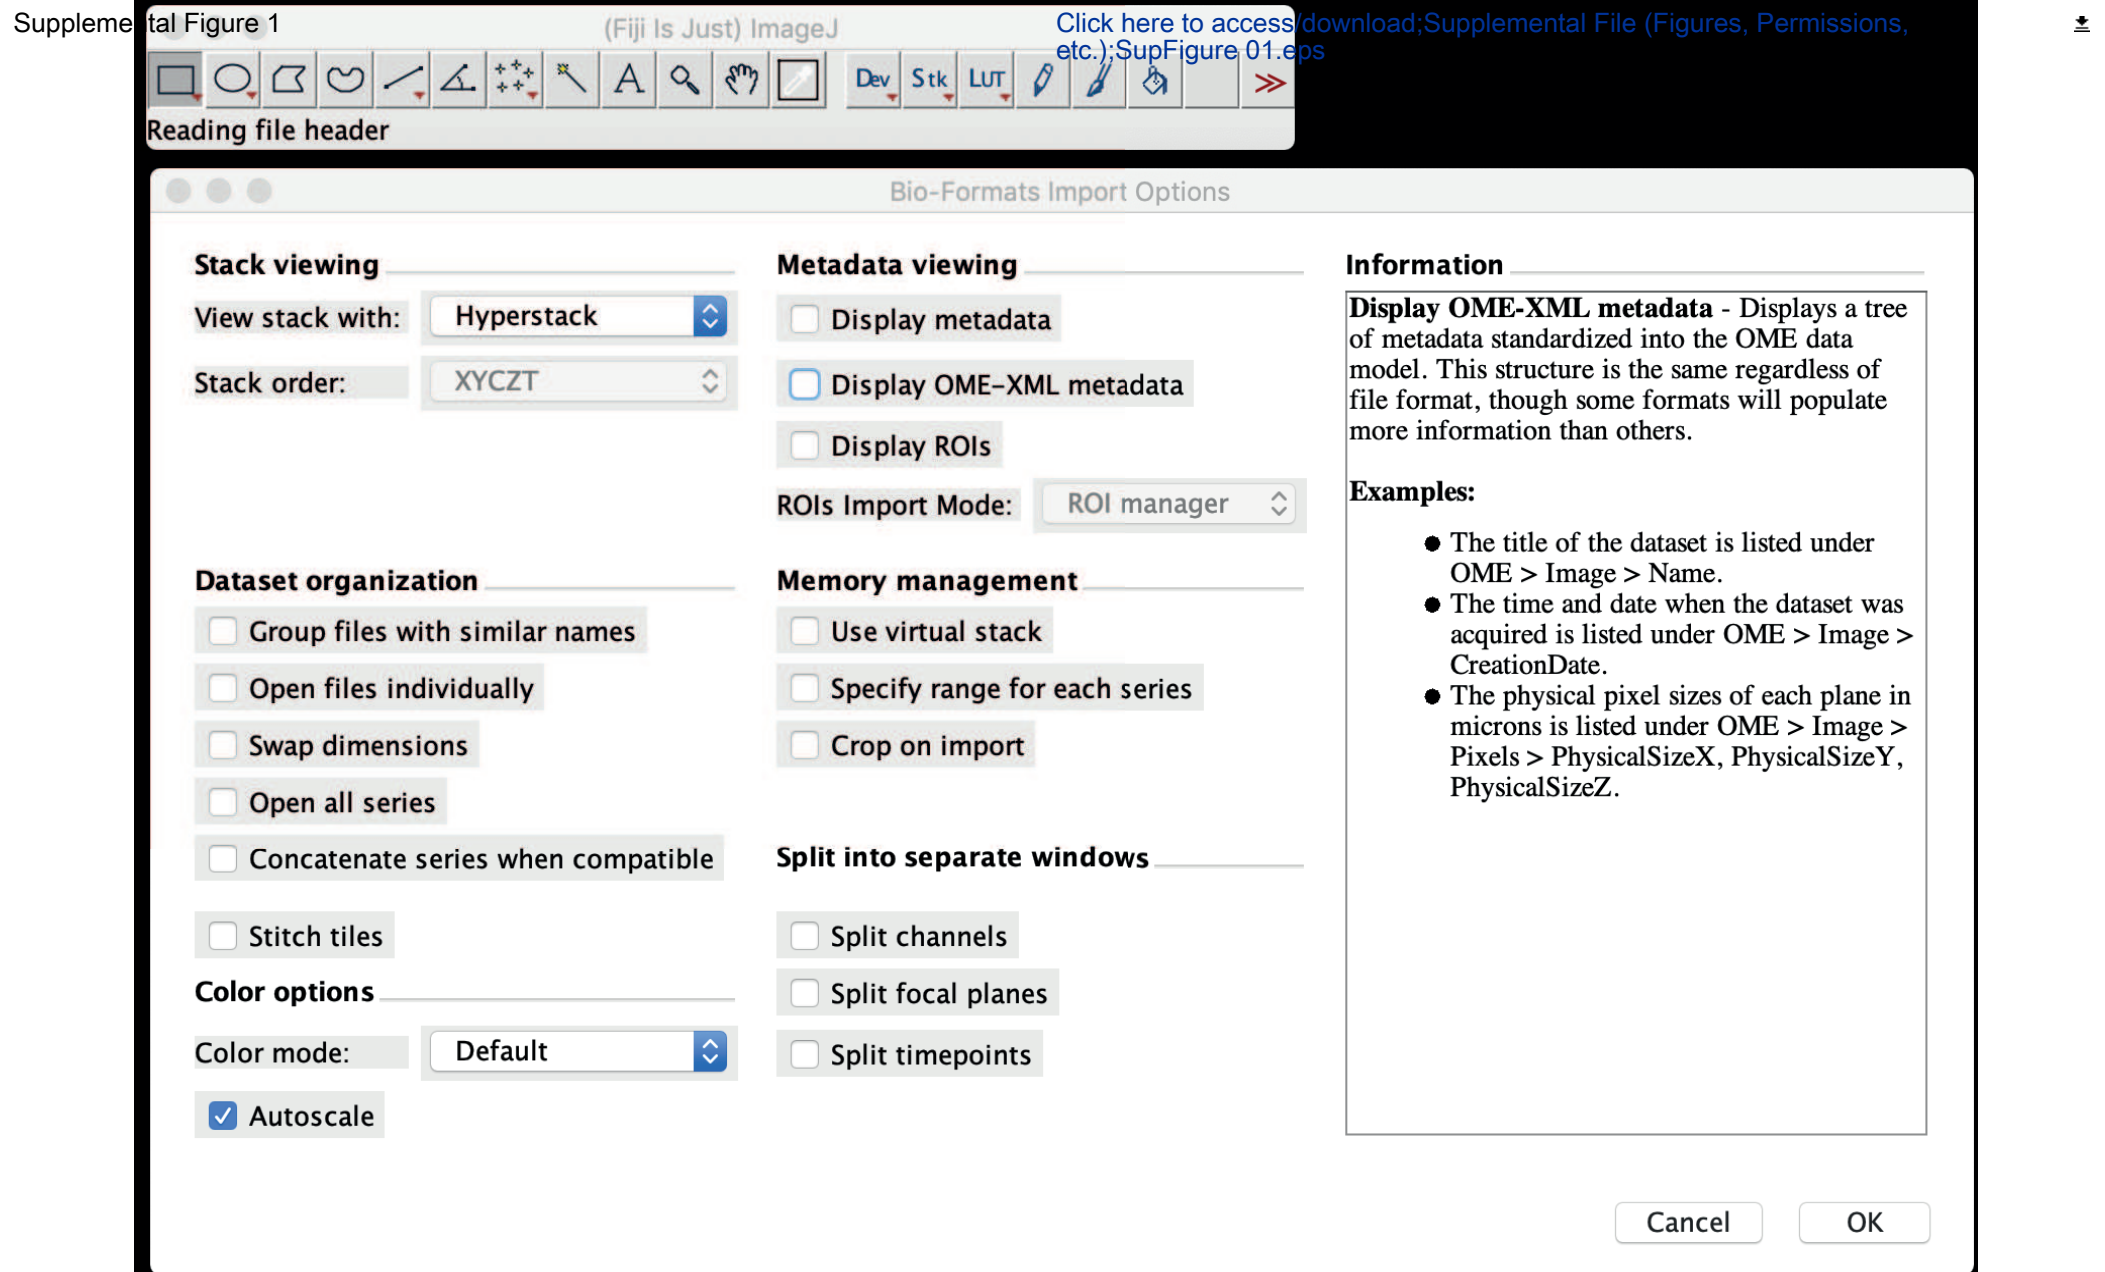 Supplemental Figure 1
Click here to access/download;Supplemental File (Figures, Permissions,
etc.);SupFigure 01.eps
(Fiji Is Just) ImageJ
A Dev Stk LUT >>
Reading file header
Bio-Formats Import Options
Stack viewing
View stack with: Hyperstack
Stack order: XYCZT
Metadata viewing
Display metadata
Display OME-XML metadata
Display ROIs
ROIs Import Mode: ROI manager
Information
Display OME-XML metadata - Displays a tree
of metadata standardized into the OME data
model. This structure is the same regardless of
file format, though some formats will populate
more information than others.
Examples:
● The title of the dataset is listed under
OME > Image > Name.
● The time and date when the dataset was
acquired is listed under OME > Image >
CreationDate.
● The physical pixel sizes of each plane in
microns is listed under OME > Image >
Pixels > PhysicalSizeX, PhysicalSizeY,
PhysicalSizeZ.
Dataset organization
Group files with similar names
Open files individually
Swap dimensions
Open all series
Concatenate series when compatible
Stitch tiles
Memory management
Use virtual stack
Specify range for each series
Crop on import
Split into separate windows
Split channels
Split focal planes
Split timepoints
Color options
Color mode: Default
Autoscale
Cancel OK